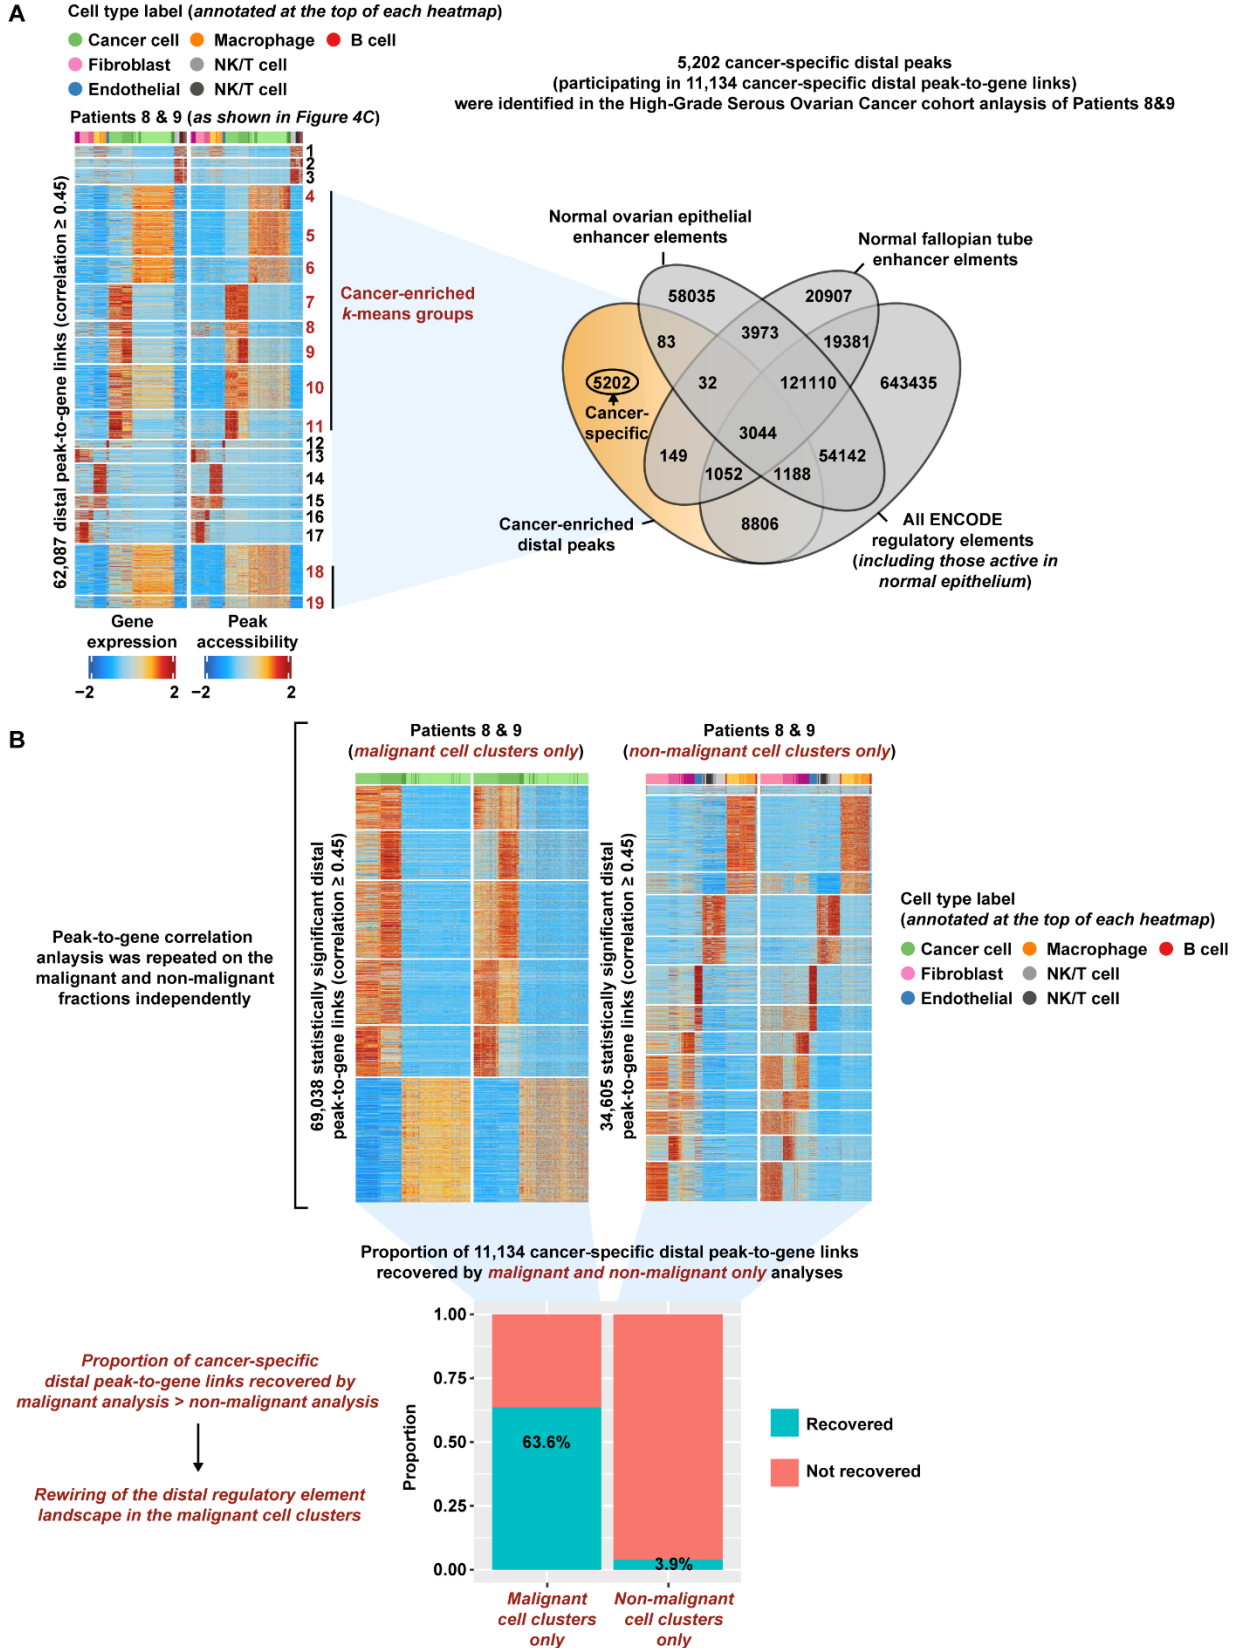 A
Cell type label (annotated at the top of each heatmap)
Cancer cell Macrophage B cell
Fibroblast NK/T cell
Endothelial NK/T cell
Patients 8 & 9 (as shown in Figure 4C)
5,202 cancer-specific distal peaks
(participating in 11,134 cancer-specific distal peak-to-gene links)
were identified in the High-Grade Serous Ovarian Cancer cohort anlaysis of Patients 8&9
62,087 distal peak-to-gene links (correlation ≥ 0.45)
1
2
3
4
5
6
7
8
9
10
11
12
13
14
15
16
17
18
19
Cancer-enriched
k-means groups
Gene
expression
Peak
accessibility
−2 2 −2 2
Normal ovarian epithelial
enhancer elements
Normal fallopian tube
enhancer elments
58035 20907
83 3973 19381
5202 32 121110 643435
Cancer-
specific
3044
149 54142
1052 1188
8806
Cancer-enriched
distal peaks
All ENCODE
regulatory elements
(including those active in
normal epithelium)
B
Patients 8 & 9
(malignant cell clusters only)
Patients 8 & 9
(non-malignant cell clusters only)
Peak-to-gene correlation
anlaysis was repeated on the
malignant and non-malignant
fractions independently
69,038 statistically significant distal
peak-to-gene links (correlation ≥ 0.45)
34,605 statistically significant distal
peak-to-gene links (correlation ≥ 0.45)
Cell type label
(annotated at the top of each heatmap)
Cancer cell Macrophage B cell
Fibroblast NK/T cell
Endothelial NK/T cell
Proportion of 11,134 cancer-specific distal peak-to-gene links
recovered by malignant and non-malignant only analyses
Proportion of cancer-specific
distal peak-to-gene links recovered by
malignant analysis > non-malignant analysis
Rewiring of the distal regulatory element
landscape in the malignant cell clusters
Proportion
1.00
0.75
0.50
0.25
0.00
63.6%
3.9%
Recovered
Not recovered
Malignant
cell clusters
only
Non-malignant
cell clusters
only